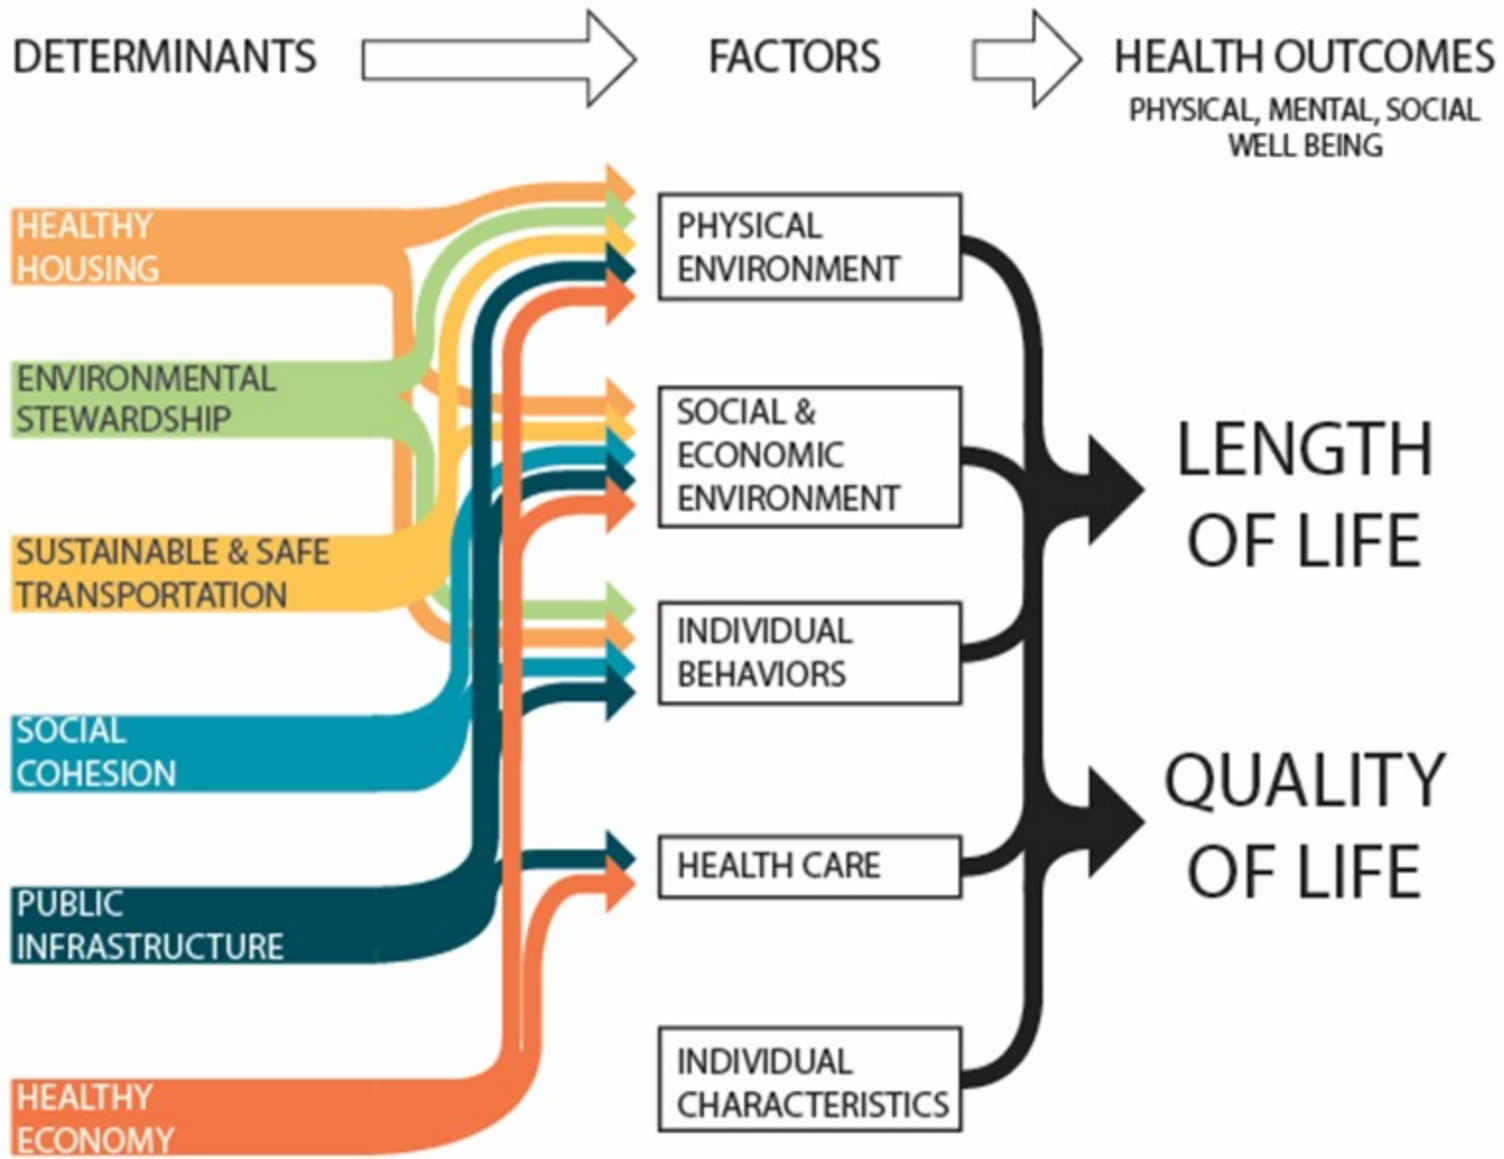 DETERMINANTS
FACTORS
HEALTH OUTCOMES
PHYSICAL, MENTAL, SOCIAL
WELL BEING
HEALTHY
HOUSING
ENVIRONMENTAL
STEWARDSHIP
SUSTAINABLE & SAFE
TRANSPORTATION
SOCIAL
COHESION
PUBLIC
INFRASTRUCTURE
HEALTHY
ECONOMY
PHYSICAL
ENVIRONMENT
SOCIAL &
ECONOMIC
ENVIRONMENT
INDIVIDUAL
BEHAVIORS
HEALTH CARE
INDIVIDUAL
CHARACTERISTICS
LENGTH
OF LIFE
QUALITY
OF LIFE